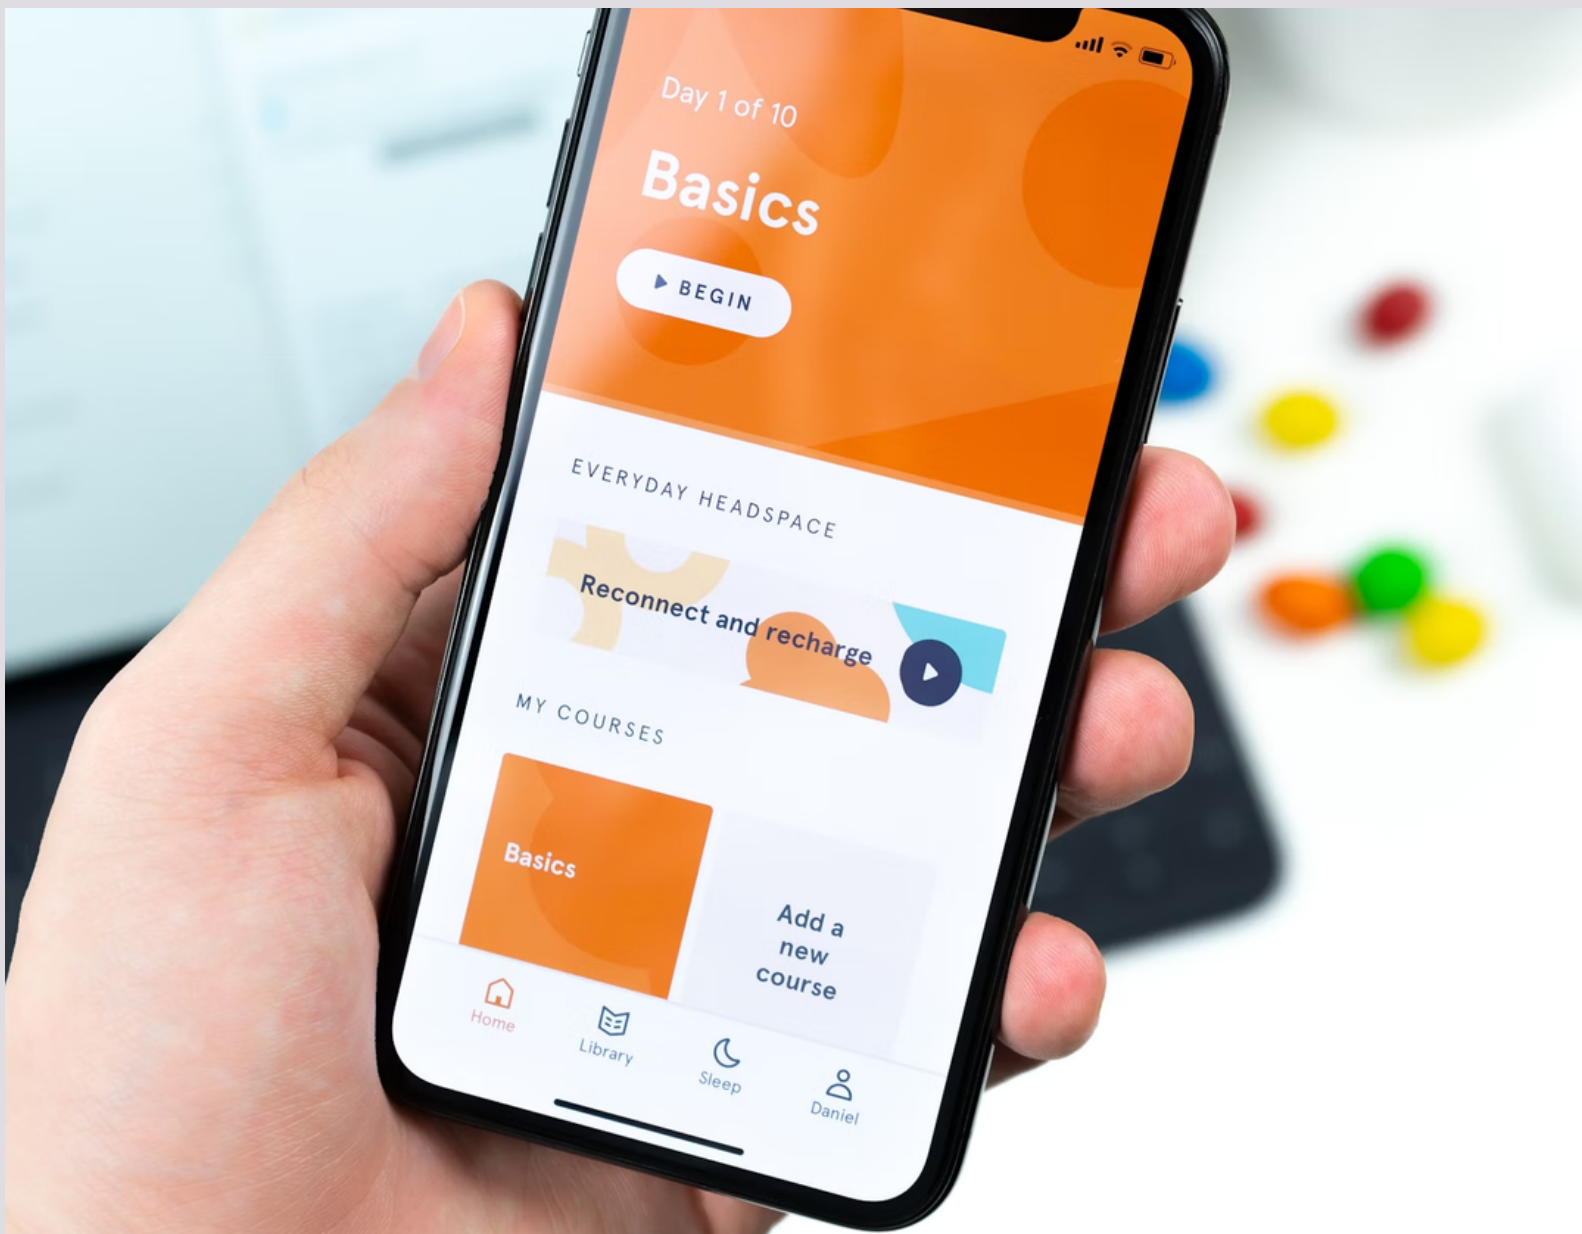 Day 1 of 10
Basics
BEGIN
EVERYDAY HEADSPACE
Reconnect and recharge
MY COURSES
Basics
Add a
new
course
Home
Library
Sleep
Daniel